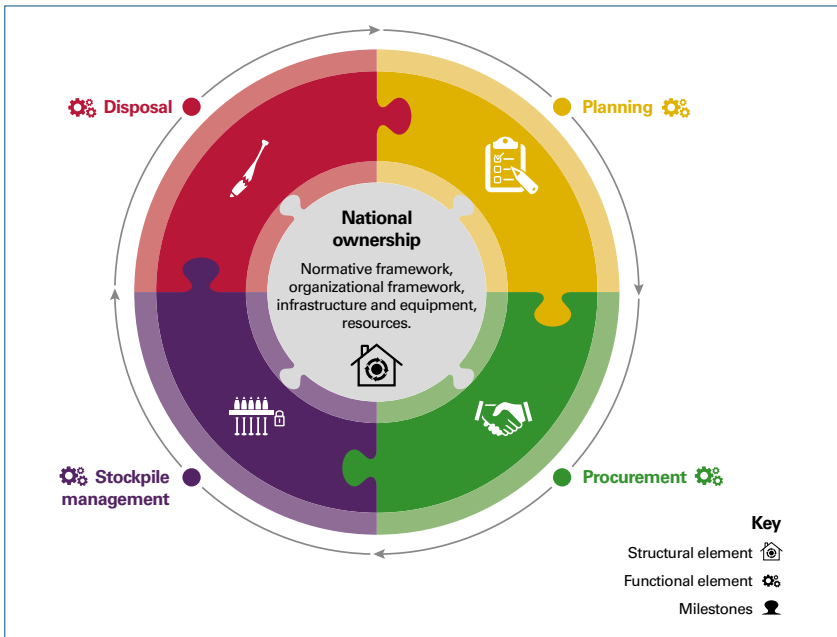 Disposal
Planning
National
ownership
Normative framework,
organizational framework,
infrastructure and equipment,
resources.
Stockpile
management
Procurement
Key
Structural element
Functional element
Milestones